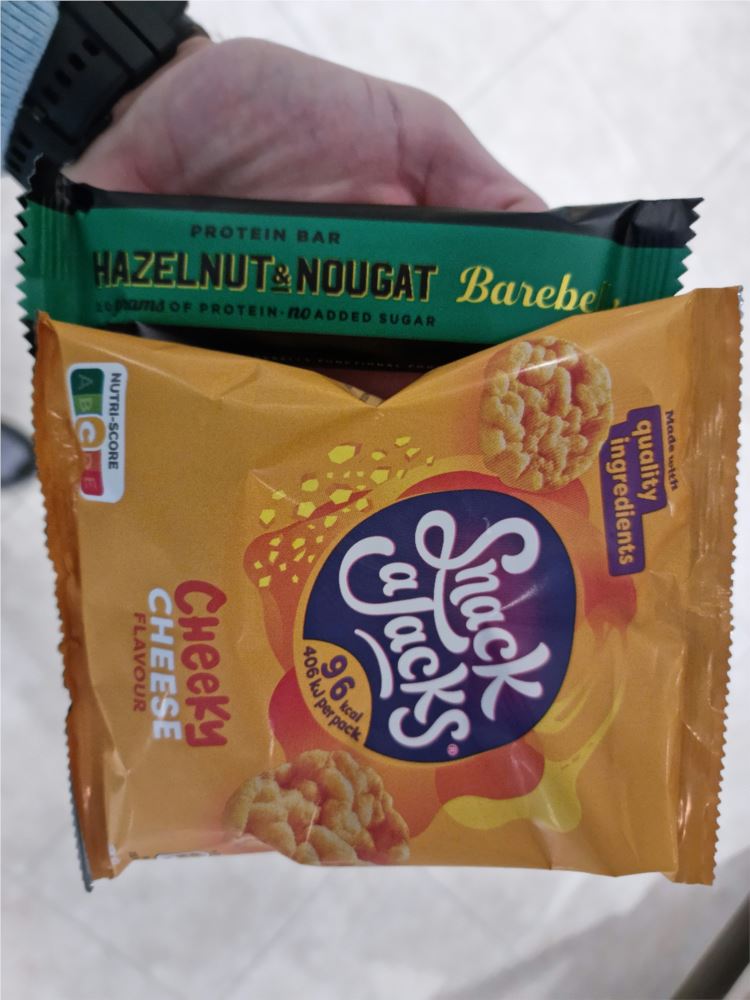 PROTEIN BAR
HAZELNUT & NOUGAT
grams OF PROTEIN · no ADDED SUGAR
NUTRI-SCORE
A B C D E
Made with
quality
ingredients
Snack
a Jacks®
96 kcal
406 kJ per pack
CHeeKY
CHEESE
FLAVOUR